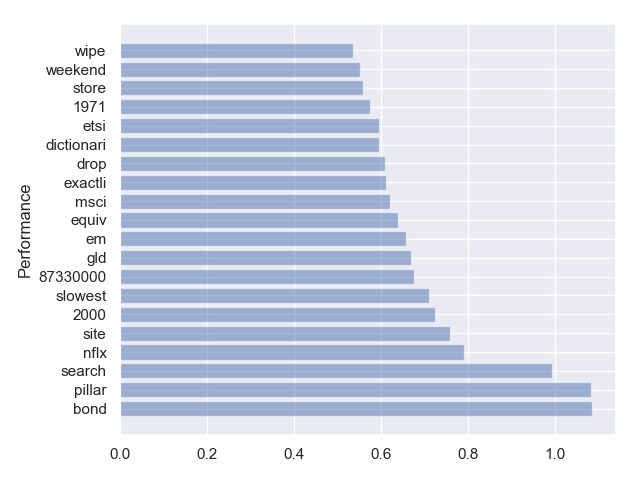 wipe
weekend
store
1971
etsi
dictionari
drop
exactli
msci
equiv
em
gld
87330000
slowest
2000
site
nflx
search
pillar
bond
Performance
0.0 0.2 0.4 0.6 0.8 1.0